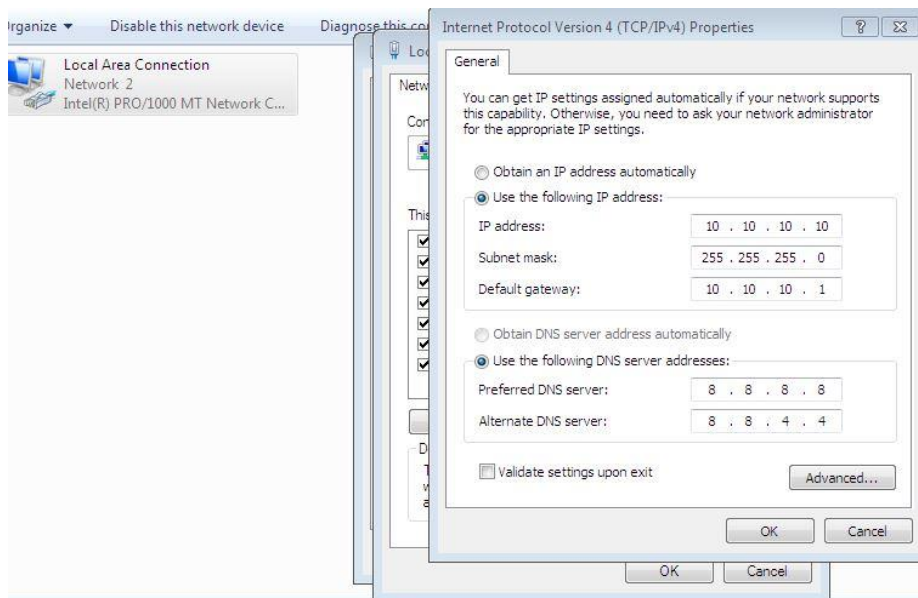 Disable this network device
Diagnose this
Local Area Connection
Network 2
Intel(R) PRO/1000 MT Network C...
Internet Protocol Version 4 (TCP/IPv4) Properties
General
You can get IP settings assigned automatically if your network supports
this capability. Otherwise, you need to ask your network administrator
for the appropriate IP settings.
Obtain an IP address automatically
Use the following IP address:
IP address: 10 . 10 . 10 . 10
Subnet mask: 255 . 255 . 255 . 0
Default gateway: 10 . 10 . 10 . 1
Obtain DNS server address automatically
Use the following DNS server addresses:
Preferred DNS server: 8 . 8 . 8 . 8
Alternate DNS server: 8 . 8 . 4 . 4
Validate settings upon exit
Advanced...
OK Cancel
This
OK Cancel